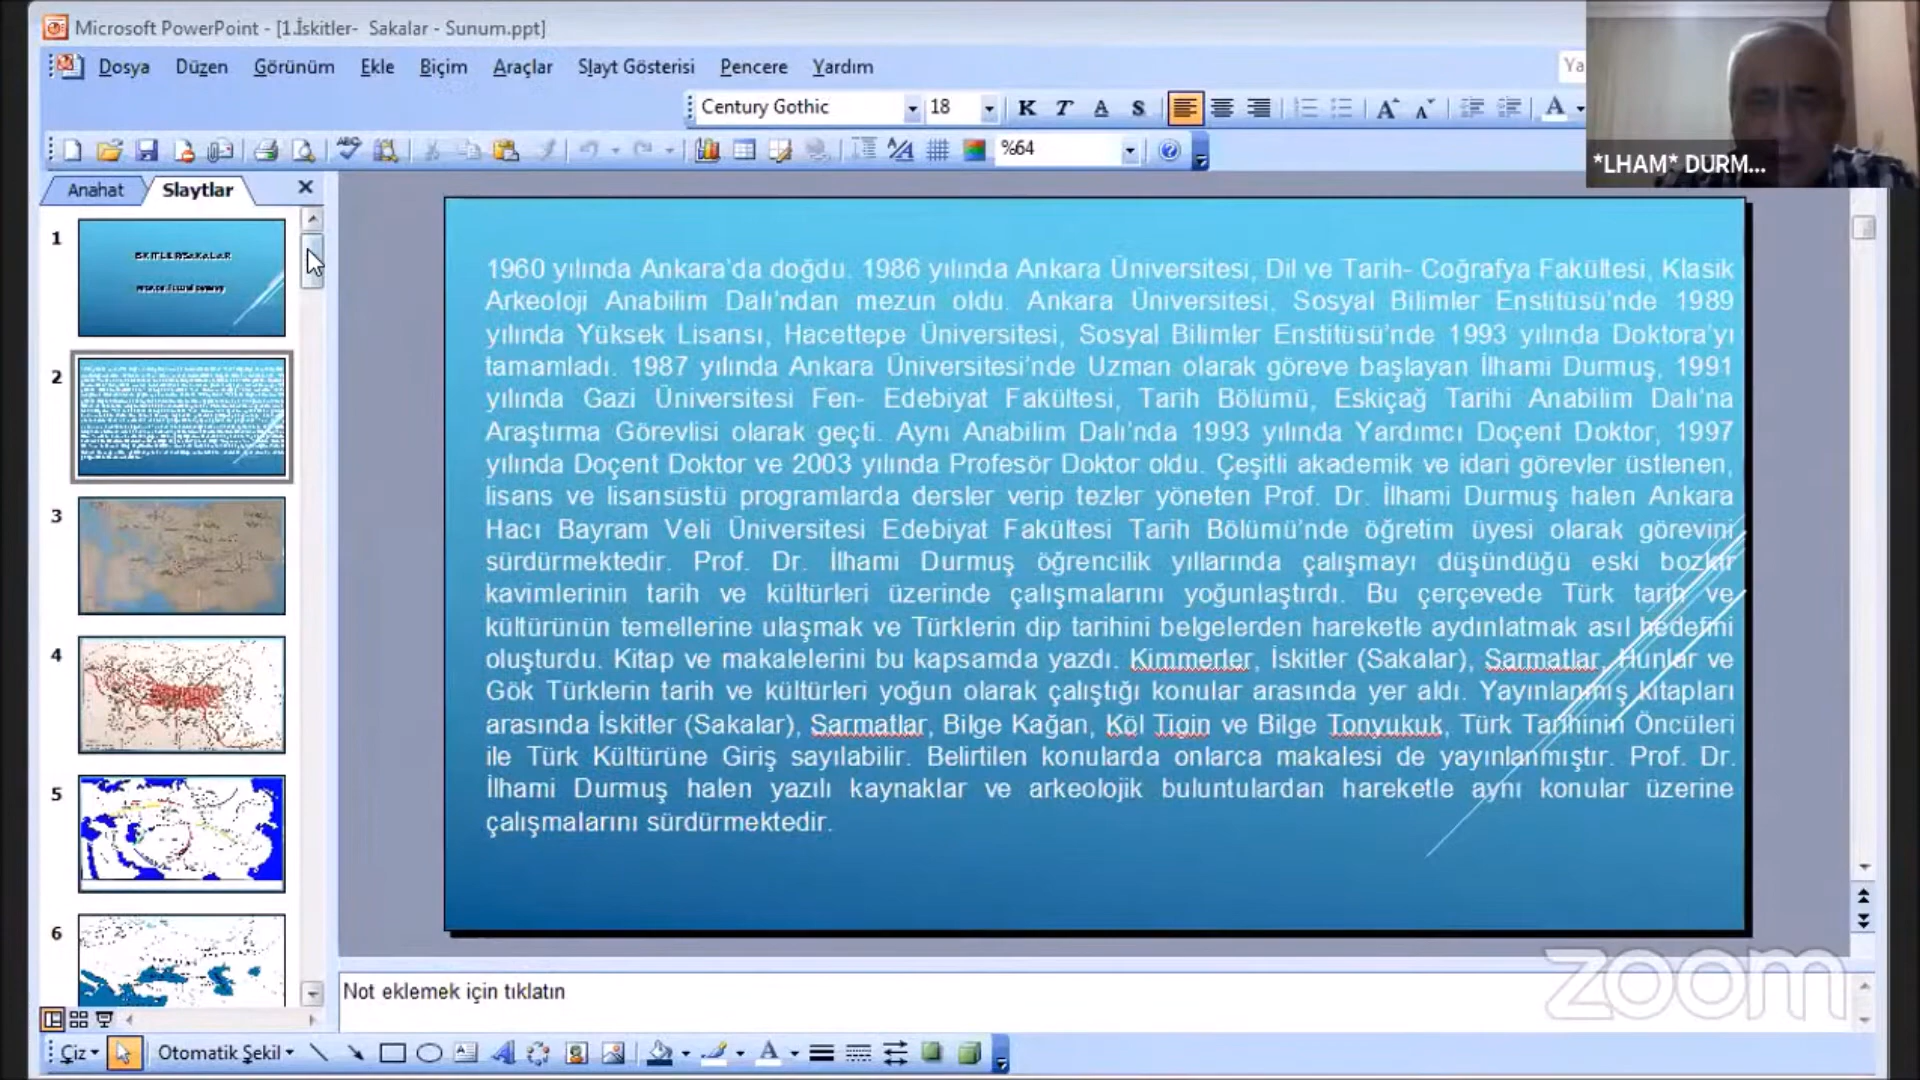 Microsoft PowerPoint - [1.İskitler- Sakalar - Sunum.ppt]
Dosya Düzen Görünüm Ekle Biçim Araçlar Slayt Gösterisi Pencere Yardım Ya
Century Gothic 18 K T A S
%64
*LHAM* DURM...
Anahat Slaytlar
1
2
3
4
5
6
1960 yılında Ankara’da doğdu. 1986 yılında Ankara Üniversitesi, Dil ve Tarih- Coğrafya Fakültesi, Klasik
Arkeoloji Anabilim Dalı’ndan mezun oldu. Ankara Üniversitesi, Sosyal Bilimler Enstitüsü’nde 1989
yılında Yüksek Lisansı, Hacettepe Üniversitesi, Sosyal Bilimler Enstitüsü’nde 1993 yılında Doktora’yı
tamamladı. 1987 yılında Ankara Üniversitesi’nde Uzman olarak göreve başlayan İlhami Durmuş, 1991
yılında Gazi Üniversitesi Fen- Edebiyat Fakültesi, Tarih Bölümü, Eskiçağ Tarihi Anabilim Dalı’na
Araştırma Görevlisi olarak geçti. Aynı Anabilim Dalı’nda 1993 yılında Yardımcı Doçent Doktor, 1997
yılında Doçent Doktor ve 2003 yılında Profesör Doktor oldu. Çeşitli akademik ve idari görevler üstlenen,
lisans ve lisansüstü programlarda dersler verip tezler yöneten Prof. Dr. İlhami Durmuş halen Ankara
Hacı Bayram Veli Üniversitesi Edebiyat Fakültesi Tarih Bölümü’nde öğretim üyesi olarak görevini
sürdürmektedir. Prof. Dr. İlhami Durmuş öğrencilik yıllarında çalışmayı düşündüğü eski bozkır
kavimlerinin tarih ve kültürleri üzerinde çalışmalarını yoğunlaştırdı. Bu çerçevede Türk tarih ve
kültürünün temellerine ulaşmak ve Türklerin dip tarihini belgelerden hareketle aydınlatmak asıl hedefini
oluşturdu. Kitap ve makalelerini bu kapsamda yazdı. Kimmerler, İskitler (Sakalar), Sarmatlar, Hunlar ve
Gök Türklerin tarih ve kültürleri yoğun olarak çalıştığı konular arasında yer aldı. Yayınlanmış kitapları
arasında İskitler (Sakalar), Sarmatlar, Bilge Kağan, Köl Tigin ve Bilge Tonyukuk, Türk Tarihinin Öncüleri
ile Türk Kültürüne Giriş sayılabilir. Belirtilen konularda onlarca makalesi de yayınlanmıştır. Prof. Dr.
İlhami Durmuş halen yazılı kaynaklar ve arkeolojik buluntulardan hareketle aynı konular üzerine
çalışmalarını sürdürmektedir.
Not eklemek için tıklatın
zoom
Çiz Otomatik Şekil